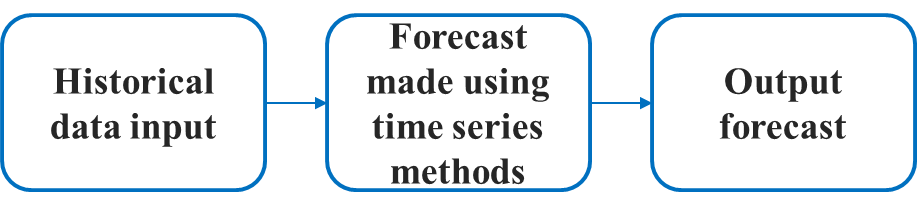 Historical
data input
Forecast
made using
time series
methods
Output
forecast